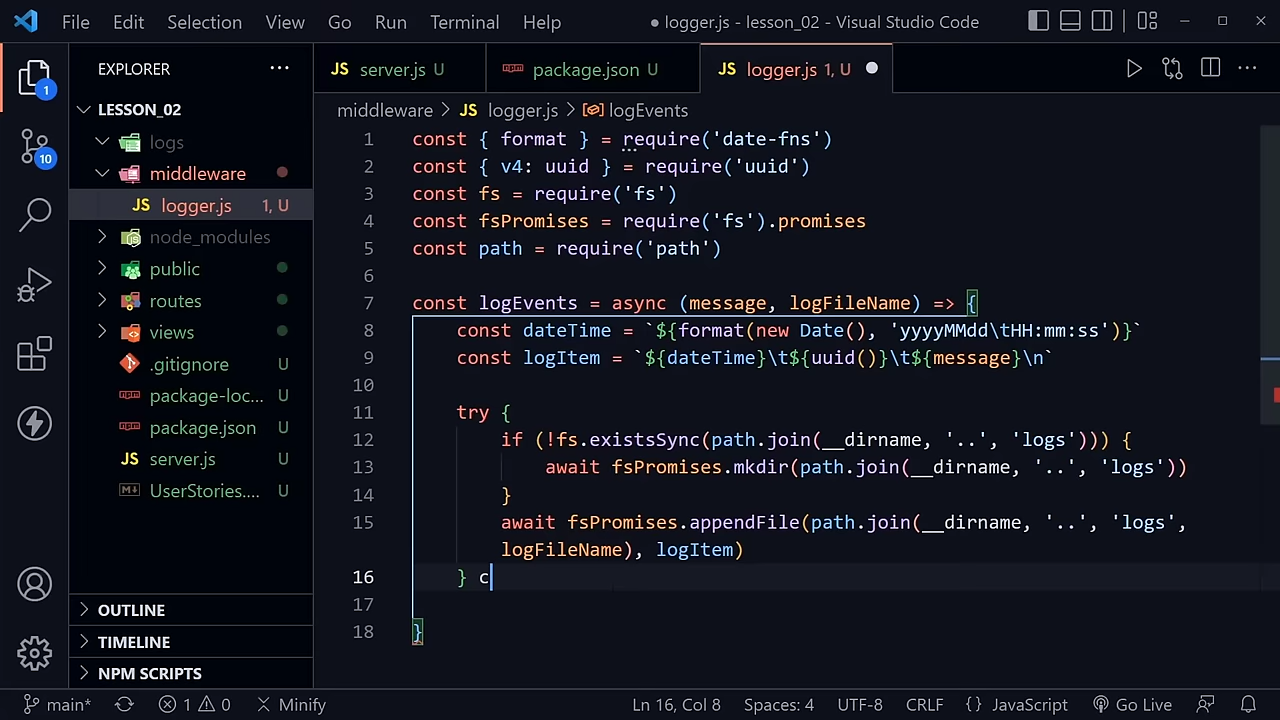 File Edit Selection View Go Run Terminal Help
● logger.js - lesson_02 - Visual Studio Code
EXPLORER ···
JS server.js U
package.json U
JS logger.js 1, U
LESSON_02
middleware > JS logger.js > logEvents
logs
middleware
JS logger.js 1, U
node_modules
public
routes
views
.gitignore U
package-loc... U
package.json U
JS server.js U
UserStories.... U
OUTLINE
TIMELINE
NPM SCRIPTS
1
10
1 const { format } = require('date-fns')
2 const { v4: uuid } = require('uuid')
3 const fs = require('fs')
4 const fsPromises = require('fs').promises
5 const path = require('path')
6
7 const logEvents = async (message, logFileName) => {
8 const dateTime = `${format(new Date(), 'yyyyMMdd\tHH:mm:ss')}`
9 const logItem = `${dateTime}\t${uuid()}\t${message}\n`
10
11 try {
12 if (!fs.existsSync(path.join(__dirname, '..', 'logs'))) {
13 await fsPromises.mkdir(path.join(__dirname, '..', 'logs'))
14 }
15 await fsPromises.appendFile(path.join(__dirname, '..', 'logs',
logFileName), logItem)
16 } c
17
18 }
main* 1 0 Minify Ln 16, Col 8 Spaces: 4 UTF-8 CRLF {} JavaScript Go Live